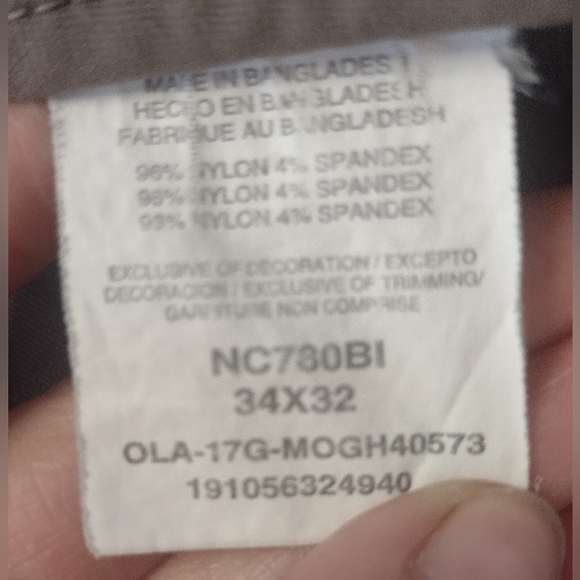 MADE IN BANGLADESH
HECHO EN BANGLADESH
FABRIQUE AU BANGLADESH
96% NYLON 4% SPANDEX
96% NYLON 4% SPANDEX
96% NYLON 4% SPANDEX
EXCLUSIVE OF DECORATION / EXCEPTO
DECORACION / EXCLUSIVE OF TRIMMING/
GARNITURE NON COMPRISE
NC780BI
34X32
OLA-17G-MOGH40573
191056324940